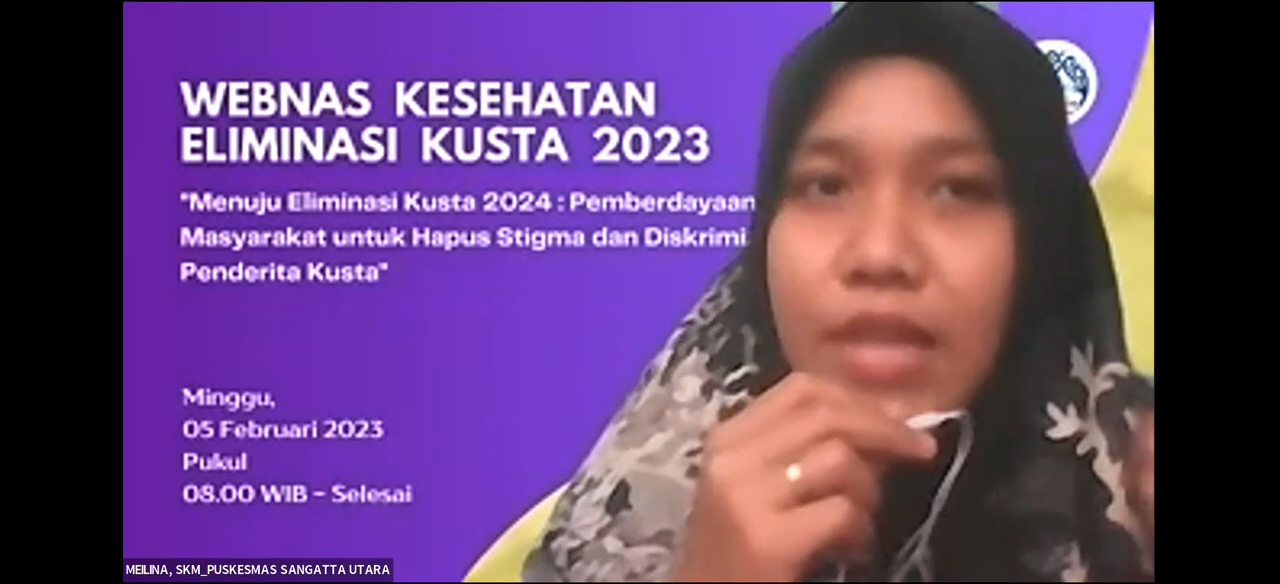 WEBNAS KESEHATAN
ELIMINASI KUSTA 2023
"Menuju Eliminasi Kusta 2024 : Pemberdayaan
Masyarakat untuk Hapus Stigma dan Diskrimi
Penderita Kusta"
Minggu,
05 Februari 2023
Pukul
08.00 WIB - Selesai
MEILINA, SKM_PUSKESMAS SANGATTA UTARA